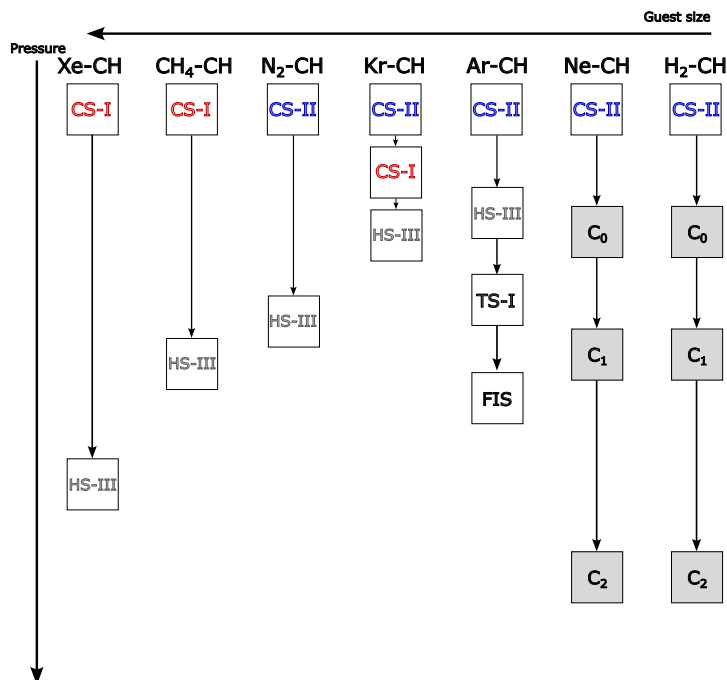 Guest size
Pressure
Xe-CH CH₄-CH N₂-CH Kr-CH Ar-CH Ne-CH H₂-CH
CS-I CS-I CS-II CS-II CS-II CS-II CS-II
CS-I
HS-III C₀ C₀
HS-III
TS-I
HS-III
C₁ C₁
HS-III
FIS
HS-III
C₂ C₂